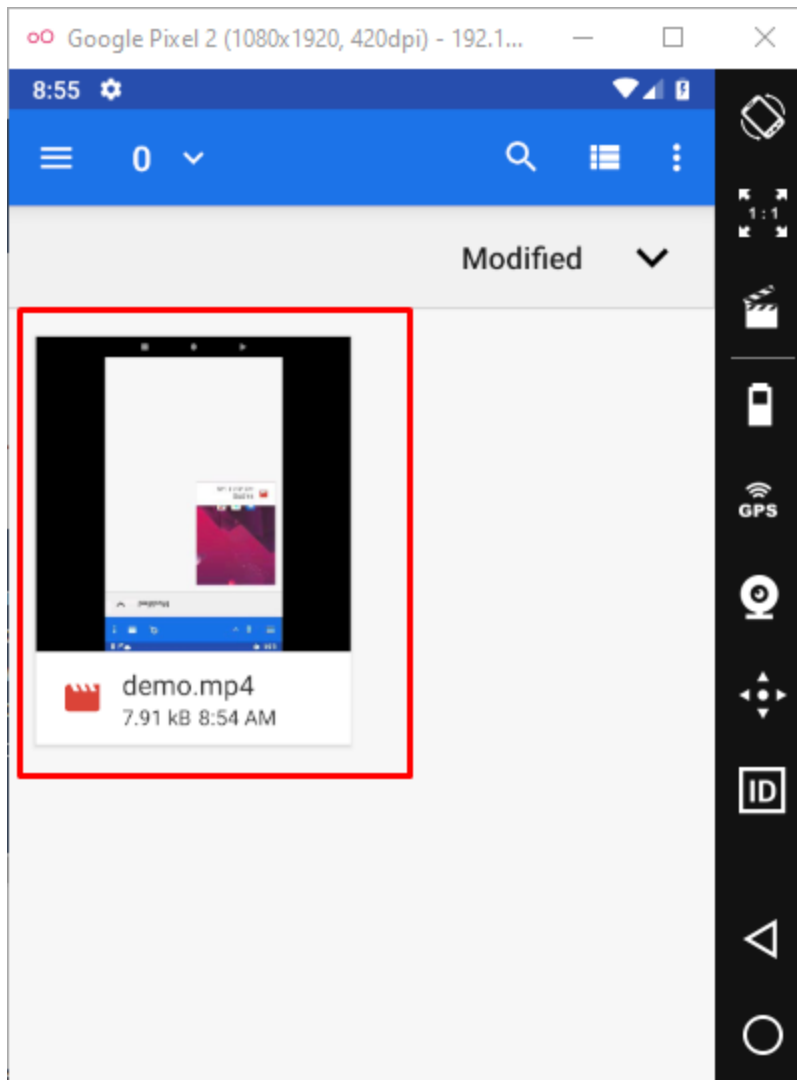 Google Pixel 2 (1080x1920, 420dpi) - 192.1...
8:55
0
1:1
Modified
GPS
demo.mp4
7.91 kB 8:54 AM
ID